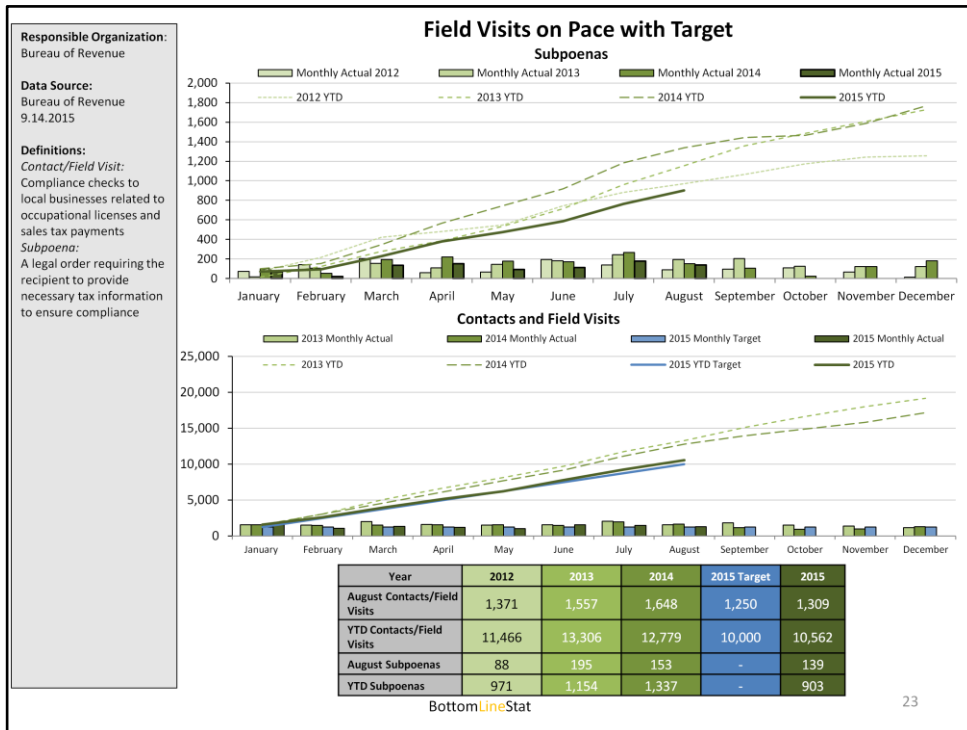 Responsible Organization:
Bureau of Revenue
Data Source:
Bureau of Revenue
9.14.2015
Definitions:
Contact/Field Visit:
Compliance checks to
local businesses related to
occupational licenses and
sales tax payments
Subpoena:
A legal order requiring the
recipient to provide
necessary tax information
to ensure compliance
Field Visits on Pace with Target
Subpoenas
Monthly Actual 2012 Monthly Actual 2013 Monthly Actual 2014 Monthly Actual 2015
2012 YTD 2013 YTD 2014 YTD 2015 YTD
2,000
1,800
1,600
1,400
1,200
1,000
800
600
400
200
0
January February March April May June July August September October November December
Contacts and Field Visits
2013 Monthly Actual 2014 Monthly Actual 2015 Monthly Target 2015 Monthly Actual
2013 YTD 2014 YTD 2015 YTD Target 2015 YTD
25,000
20,000
15,000
10,000
5,000
0
January February March April May June July August September October November December
Year 2012 2013 2014 2015 Target 2015
August Contacts/Field
Visits 1,371 1,557 1,648 1,250 1,309
YTD Contacts/Field
Visits 11,466 13,306 12,779 10,000 10,562
August Subpoenas 88 195 153 - 139
YTD Subpoenas 971 1,154 1,337 - 903
BottomLineStat
23